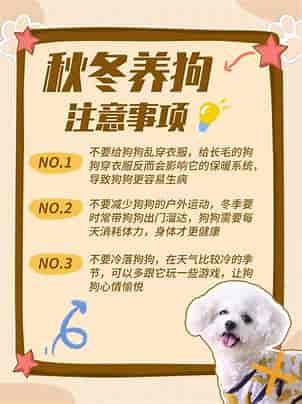 秋冬养狗
注意事项
NO.1
不要给狗狗乱穿衣服，给长毛的狗
狗穿衣服反而会影响它的保暖系统，
导致狗狗更容易生病
NO.2
不要减少狗狗的户外运动，冬季要
时常带狗狗出门溜达，狗狗需要每
天消耗体力，身体才更健康
NO.3
不要冷落狗狗，在天气比较冷的季
节，可以多跟它玩一些游戏，让狗
狗心情愉悦